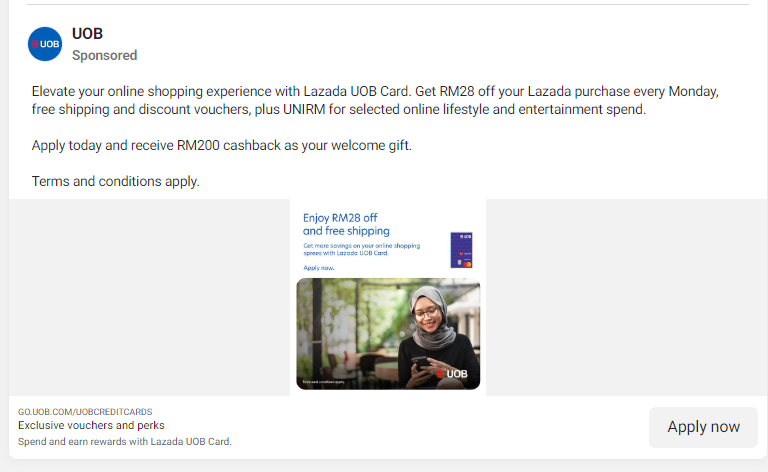 UOB
UOB
Sponsored
Elevate your online shopping experience with Lazada UOB Card. Get RM28 off your Lazada purchase every Monday,
free shipping and discount vouchers, plus UNIRM for selected online lifestyle and entertainment spend.
Apply today and receive RM200 cashback as your welcome gift.
Terms and conditions apply.
Enjoy RM28 off
and free shipping
Get more savings on your online shopping
sprees with Lazada UOB Card.
Apply now.
UOB
UOB
Terms and conditions apply.
GO.UOB.COM/UOBCREDITCARDS
Exclusive vouchers and perks
Spend and earn rewards with Lazada UOB Card.
Apply now